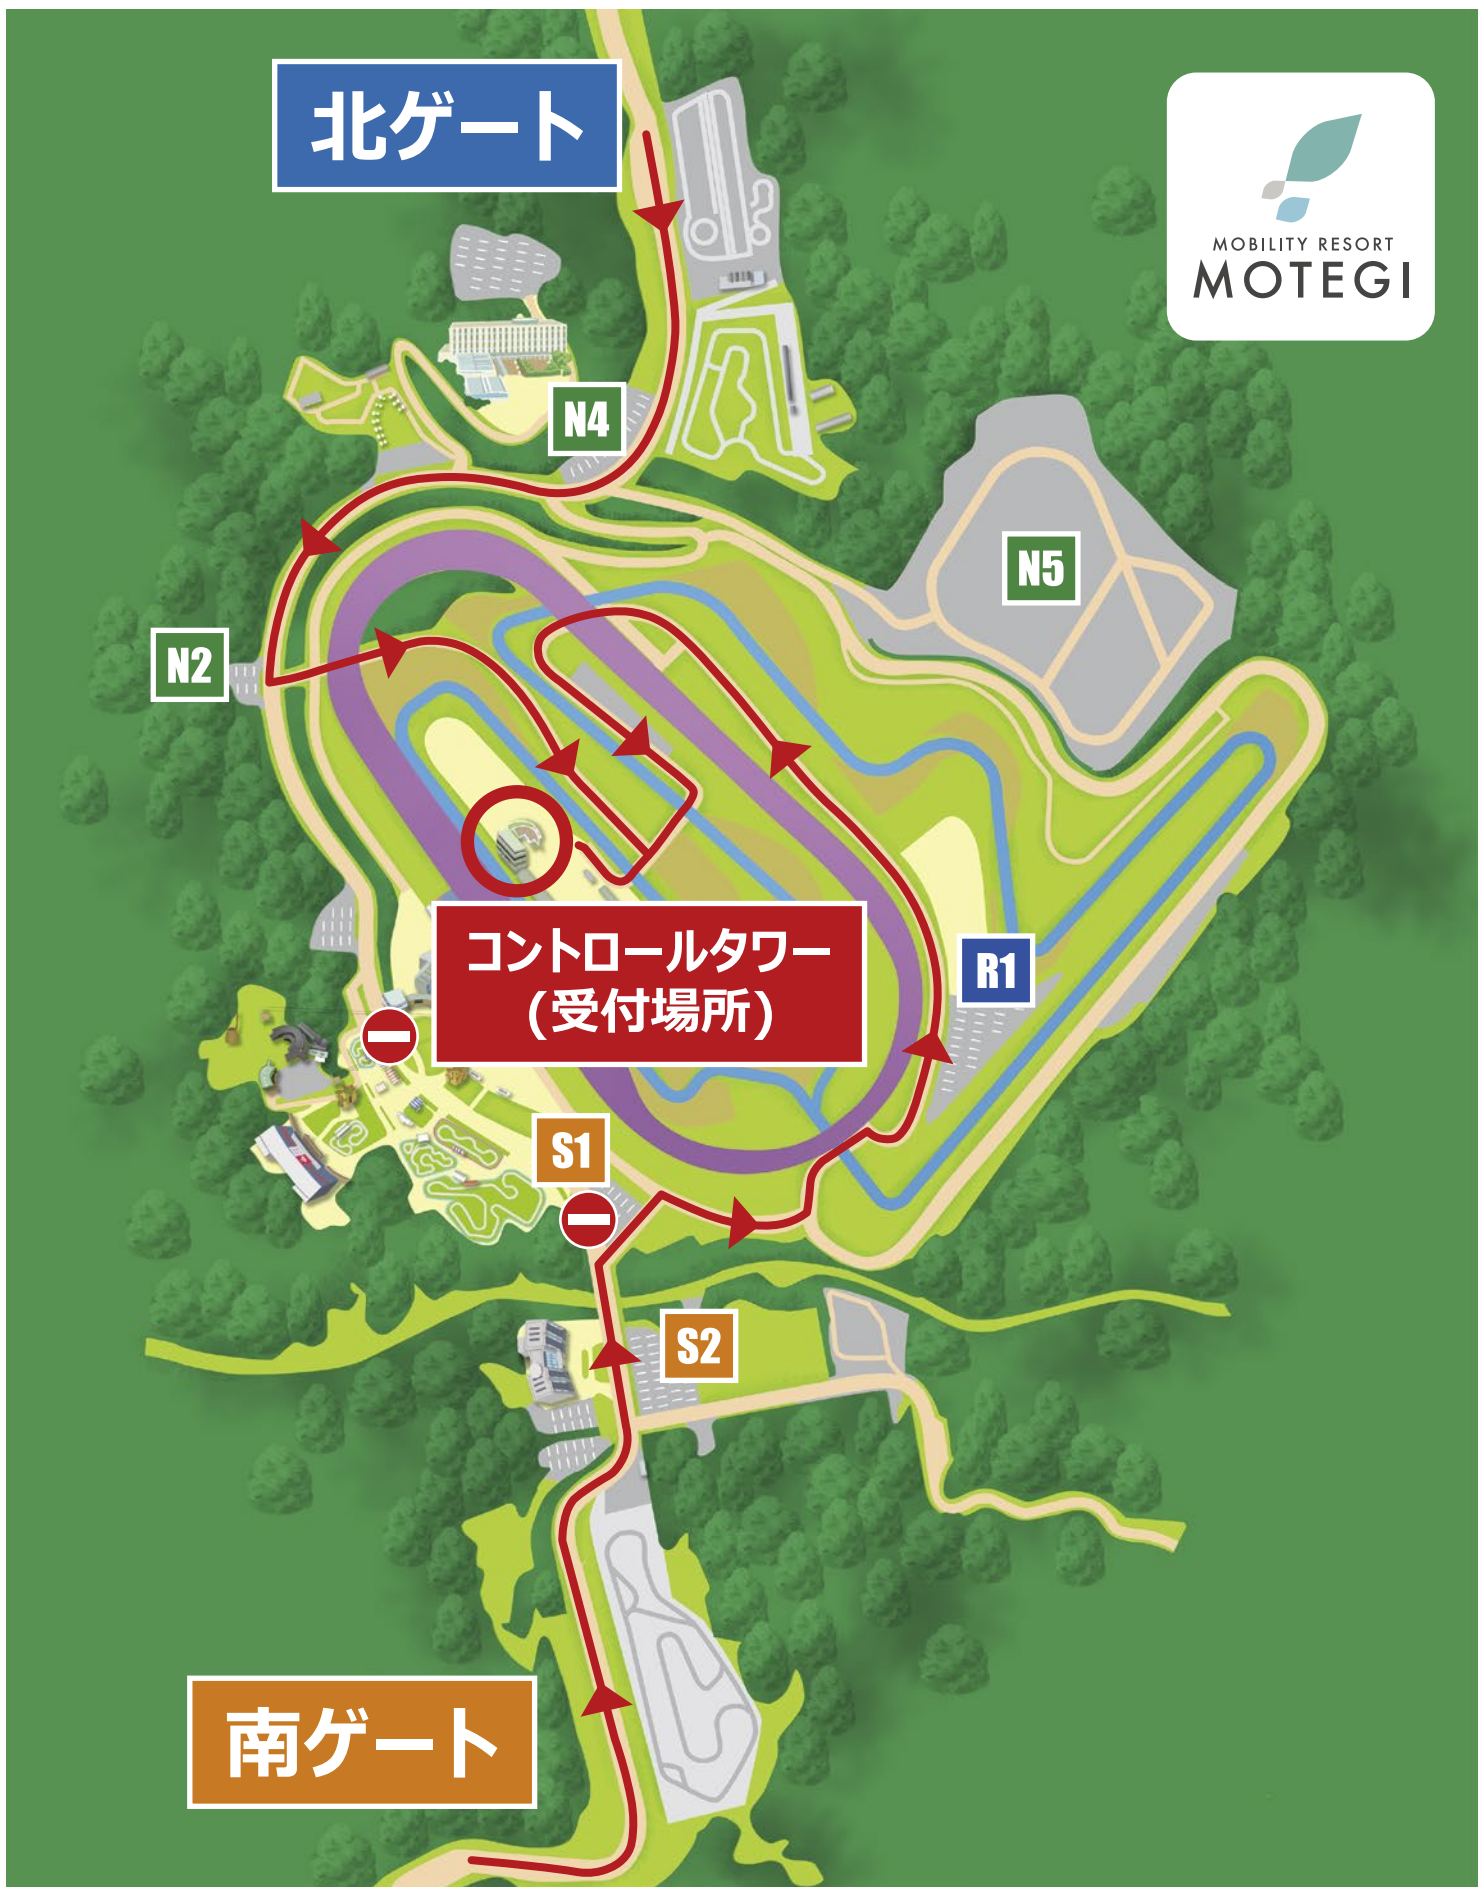 北ゲート
MOBILITY RESORT
MOTEGI
N4
N5
N2
コントロールタワー
(受付場所)
R1
S1
S2
南ゲート